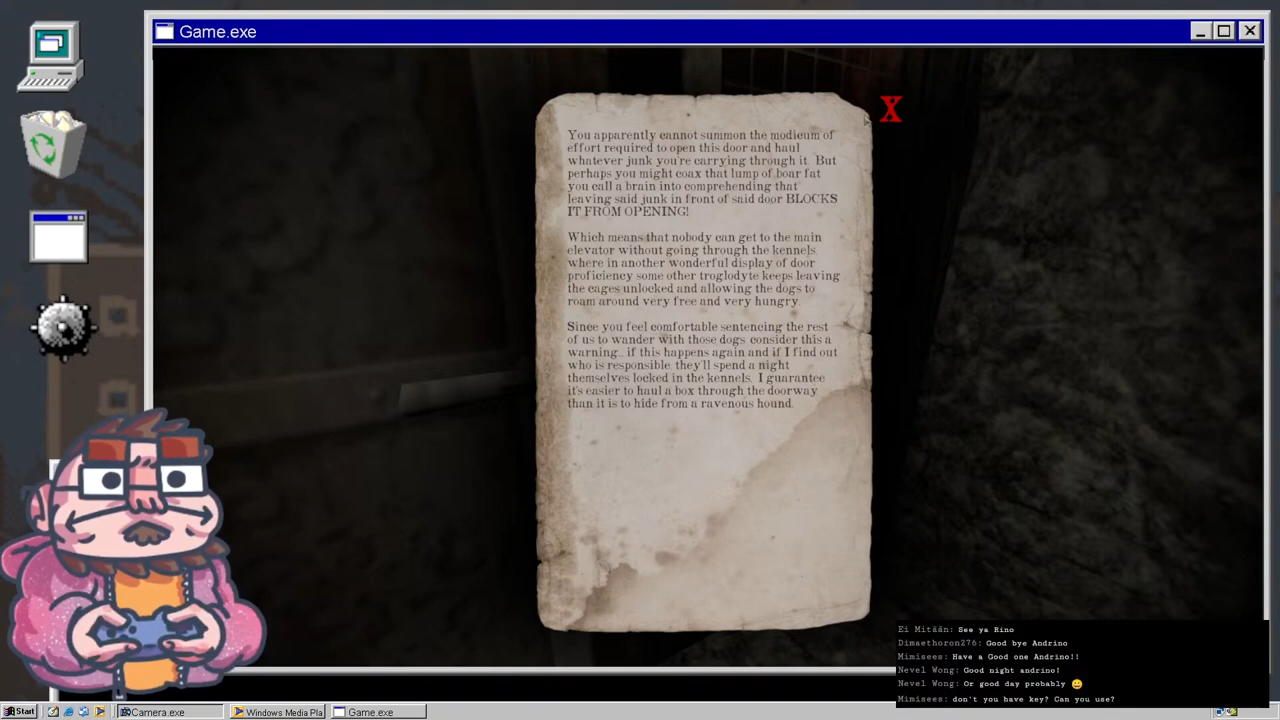 Game.exe
X
You apparently cannot summon the modicum of
effort required to open this door and haul
whatever junk you're carrying through it. But
perhaps you might coax that lump of boar fat
you call a brain into comprehending that
leaving said junk in front of said door BLOCKS
IT FROM OPENING!
Which means that nobody can get to the main
elevator without going through the kennels,
where in another wonderful display of door
proficiency some other troglodyte keeps leaving
the cages unlocked and allowing the dogs to
roam around very free and very hungry.
Since you feel comfortable sentencing the rest
of us to wander with those dogs, consider this a
warning... if this happens again and if I find out
who is responsible, they'll spend a night
themselves locked in the kennels. I guarantee
it's easier to haul a box through the doorway
than it is to hide from a ravenous hound.
Ei Mitään: See ya Rino
Dimaethoron276: Good bye Andrino
Mimisees: Have a Good one Andrino!!
Nevel Wong: Good night andrino!
Nevel Wong: Or good day probably 😀
Mimisees: don't you have key? Can you use?
Start
Camera.exe
Windows Media Pla
Game.exe